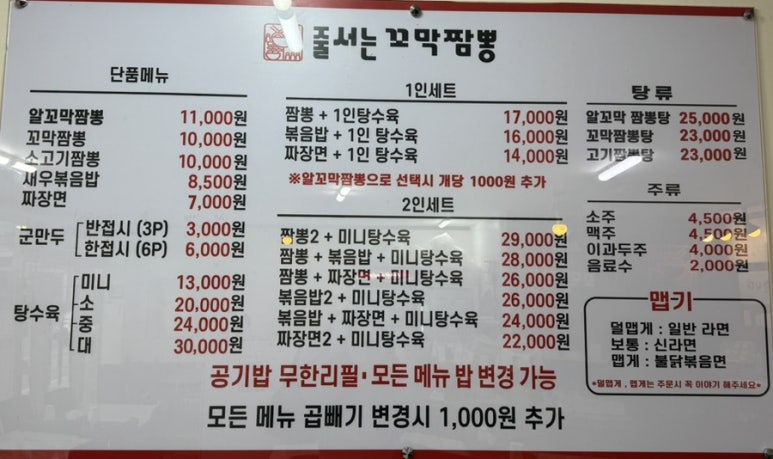 줄서는 꼬막짬뽕
단품메뉴
알꼬막짬뽕 11,000원
꼬막짬뽕 10,000원
소고기짬뽕 10,000원
새우볶음밥 8,500원
짜장면 7,000원
군만두
반접시 (3P) 3,000원
한접시 (6P) 6,000원
탕수육
미니 13,000원
소 20,000원
중 24,000원
대 30,000원
1인세트
짬뽕 + 1인탕수육 17,000원
볶음밥 + 1인 탕수육 16,000원
짜장면 + 1인 탕수육 14,000원
※알꼬막짬뽕으로 선택시 개당 1000원 추가
2인세트
짬뽕2 + 미니탕수육 29,000원
짬뽕 + 볶음밥 + 미니탕수육 28,000원
짬뽕 + 짜장면 + 미니탕수육 26,000원
볶음밥2 + 미니탕수육 26,000원
볶음밥 + 짜장면 + 미니탕수육 24,000원
짜장면2 + 미니탕수육 22,000원
탕 류
알꼬막 짬뽕탕 25,000원
꼬막짬뽕탕 23,000원
고기짬뽕탕 23,000원
주류
소주 4,500원
맥주 4,500원
이과두주 4,000원
음료수 2,000원
맵기
덜맵게 : 일반 라면
보통 : 신라면
맵게 : 불닭볶음면
*덜맵게 , 맵게는 주문시 꼭 이야기 해주세요*
공기밥 무한리필·모든메뉴 밥 변경 가능
모든 메뉴 곱빼기 변경시 1,000원 추가